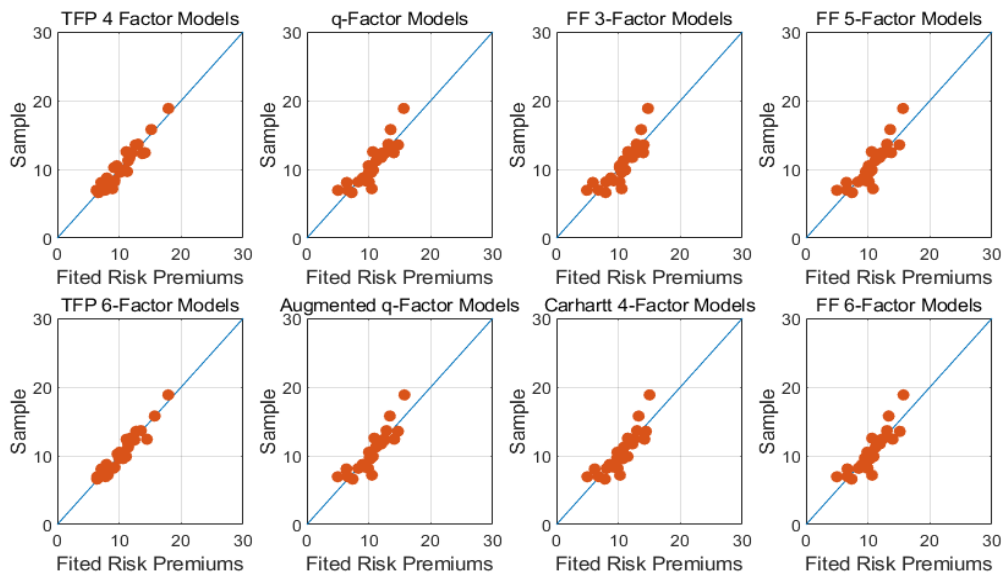 TFP 4 Factor Models
q-Factor Models
FF 3-Factor Models
FF 5-Factor Models
30
20
10
0
Sample
0 10 20 30
Fited Risk Premiums
30
20
10
0
Sample
0 10 20 30
Fited Risk Premiums
30
20
10
0
Sample
0 10 20 30
Fited Risk Premiums
30
20
10
0
Sample
0 10 20 30
Fited Risk Premiums
TFP 6-Factor Models
Augmented q-Factor Models
Carhartt 4-Factor Models
FF 6-Factor Models
30
20
10
0
Sample
0 10 20 30
Fited Risk Premiums
30
20
10
0
Sample
0 10 20 30
Fited Risk Premiums
30
20
10
0
Sample
0 10 20 30
Fited Risk Premiums
30
20
10
0
Sample
0 10 20 30
Fited Risk Premiums